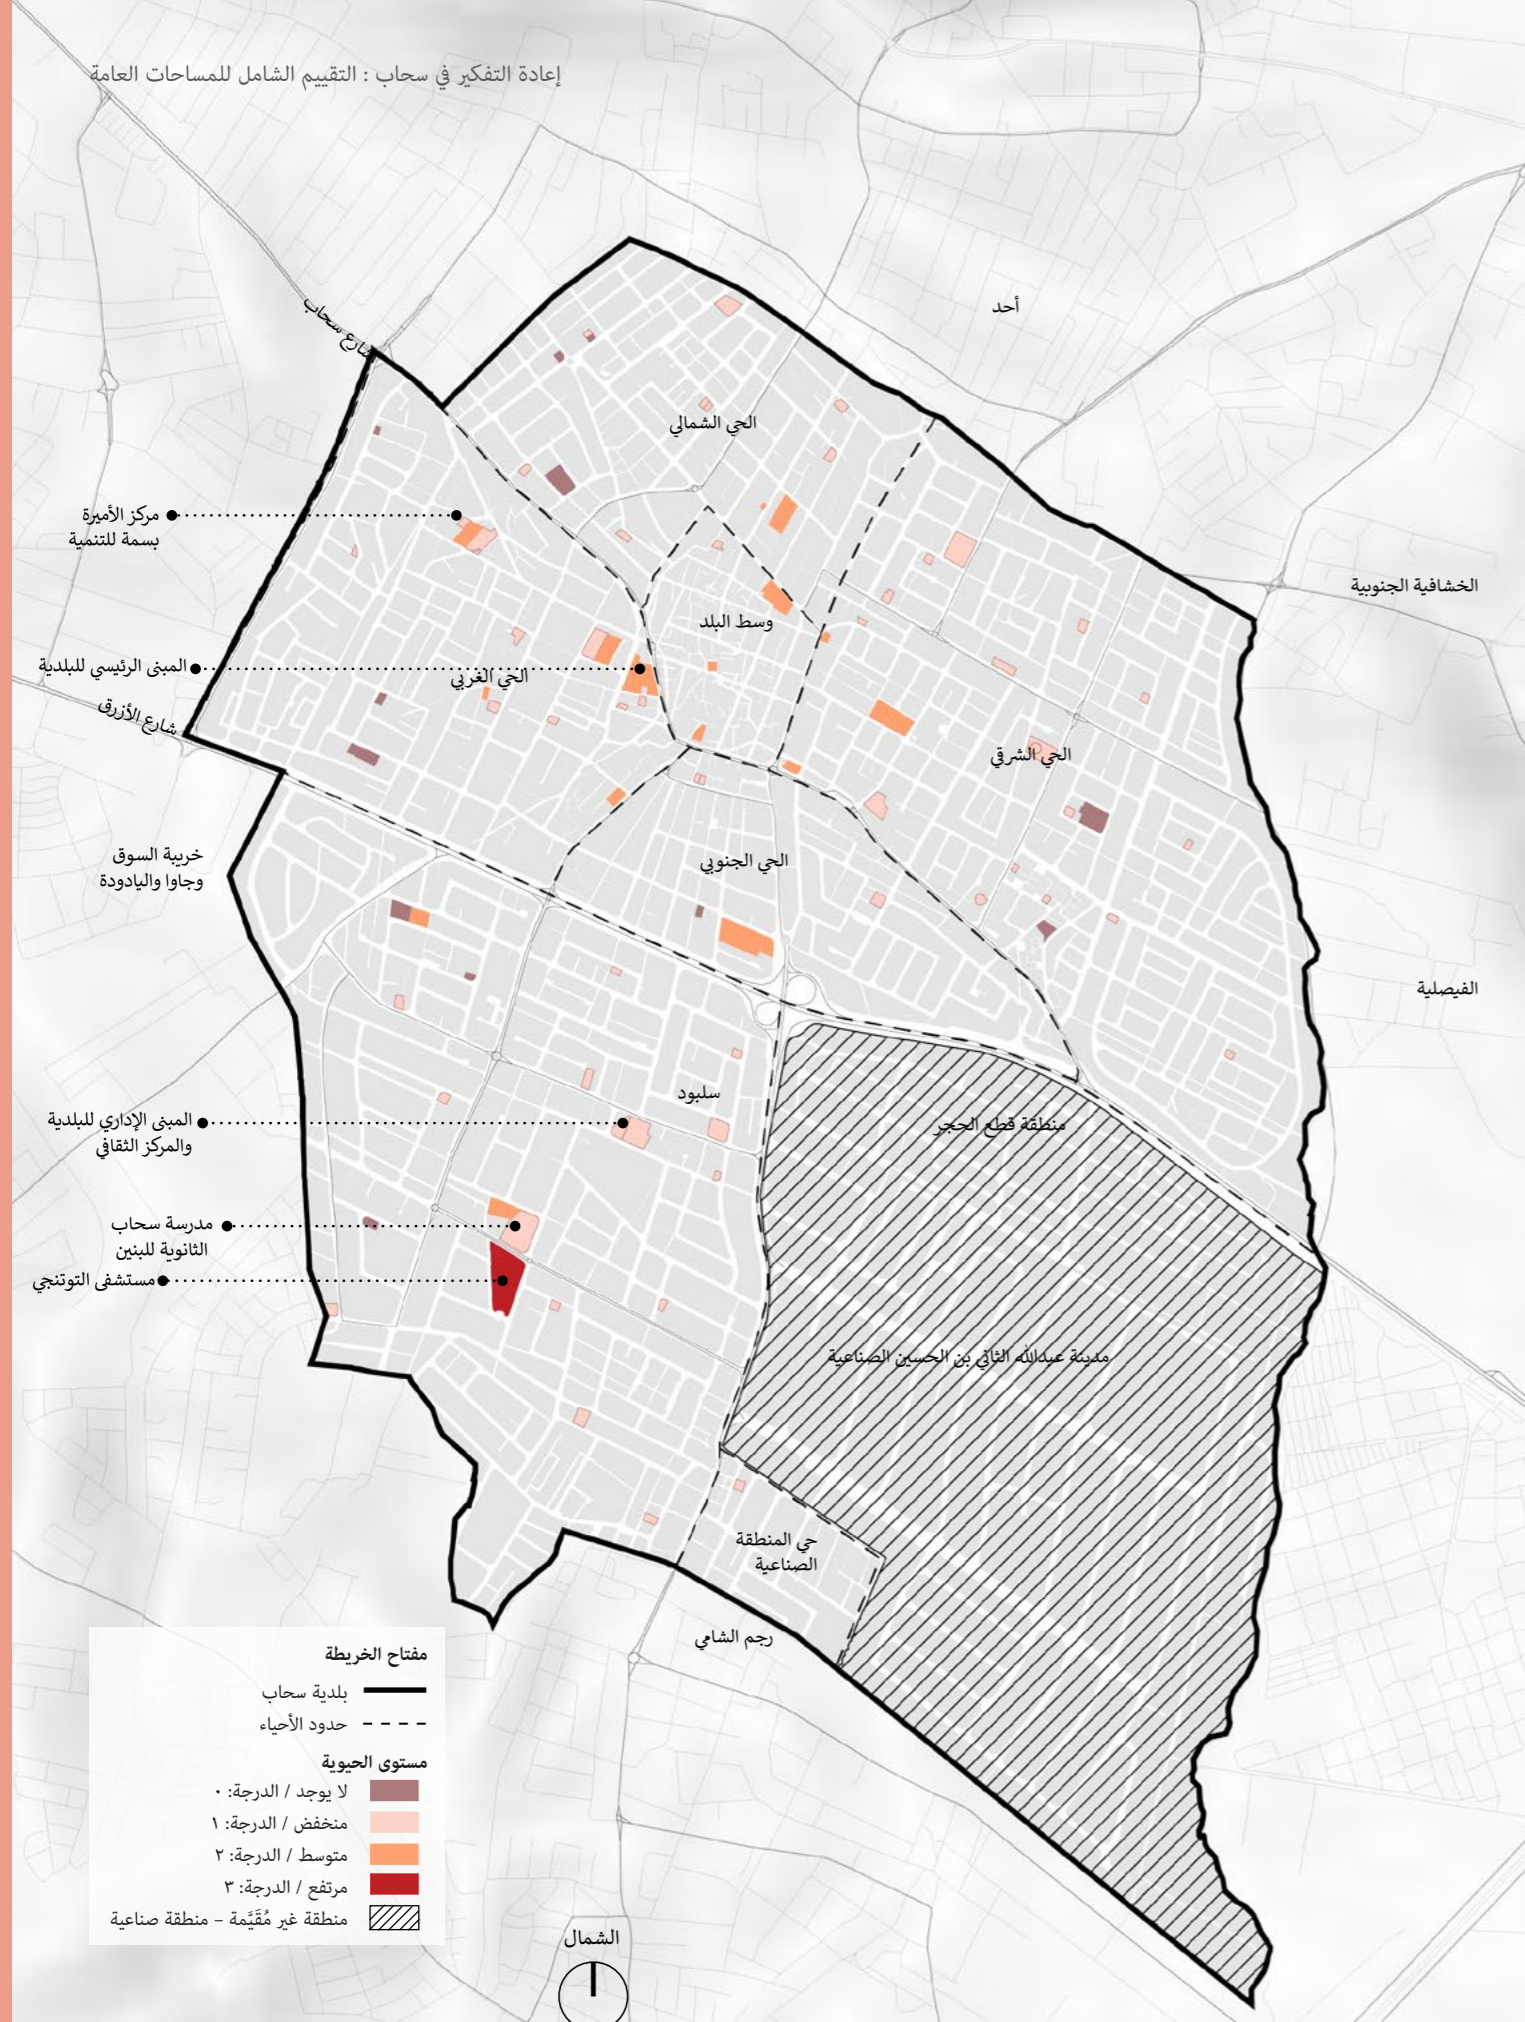 إعادة التفكير في سحاب : التقييم الشامل للمساحات العامة
أحد
شارع سحاب
الحي الشمالي
مركز الأميرة
بسمة للتنمية
الخشافية الجنوبية
وسط البلد
المبنى الرئيسي للبلدية
الحي الغربي
شارع الأزرق
الحي الشرقي
خريبة السوق
وجاوا واليادودة
الحي الجنوبي
الفيصلية
سلبود
المبنى الإداري للبلدية
والمركز الثقافي
منطقة قطع الحجر
مدرسة سحاب
الثانوية للبنين
مستشفى التوتنجي
مدينة عبدالله الثاني بن الحسين الصناعية
حي المنطقة
الصناعية
رجم الشامي
مفتاح الخريطة
بلدية سحاب
حدود الأحياء
مستوى الحيوية
لا يوجد / الدرجة: ٠
منخفض / الدرجة: ١
متوسط / الدرجة: ٢
مرتفع / الدرجة: ٣
منطقة غير مُقَيَّمة – منطقة صناعية
الشمال